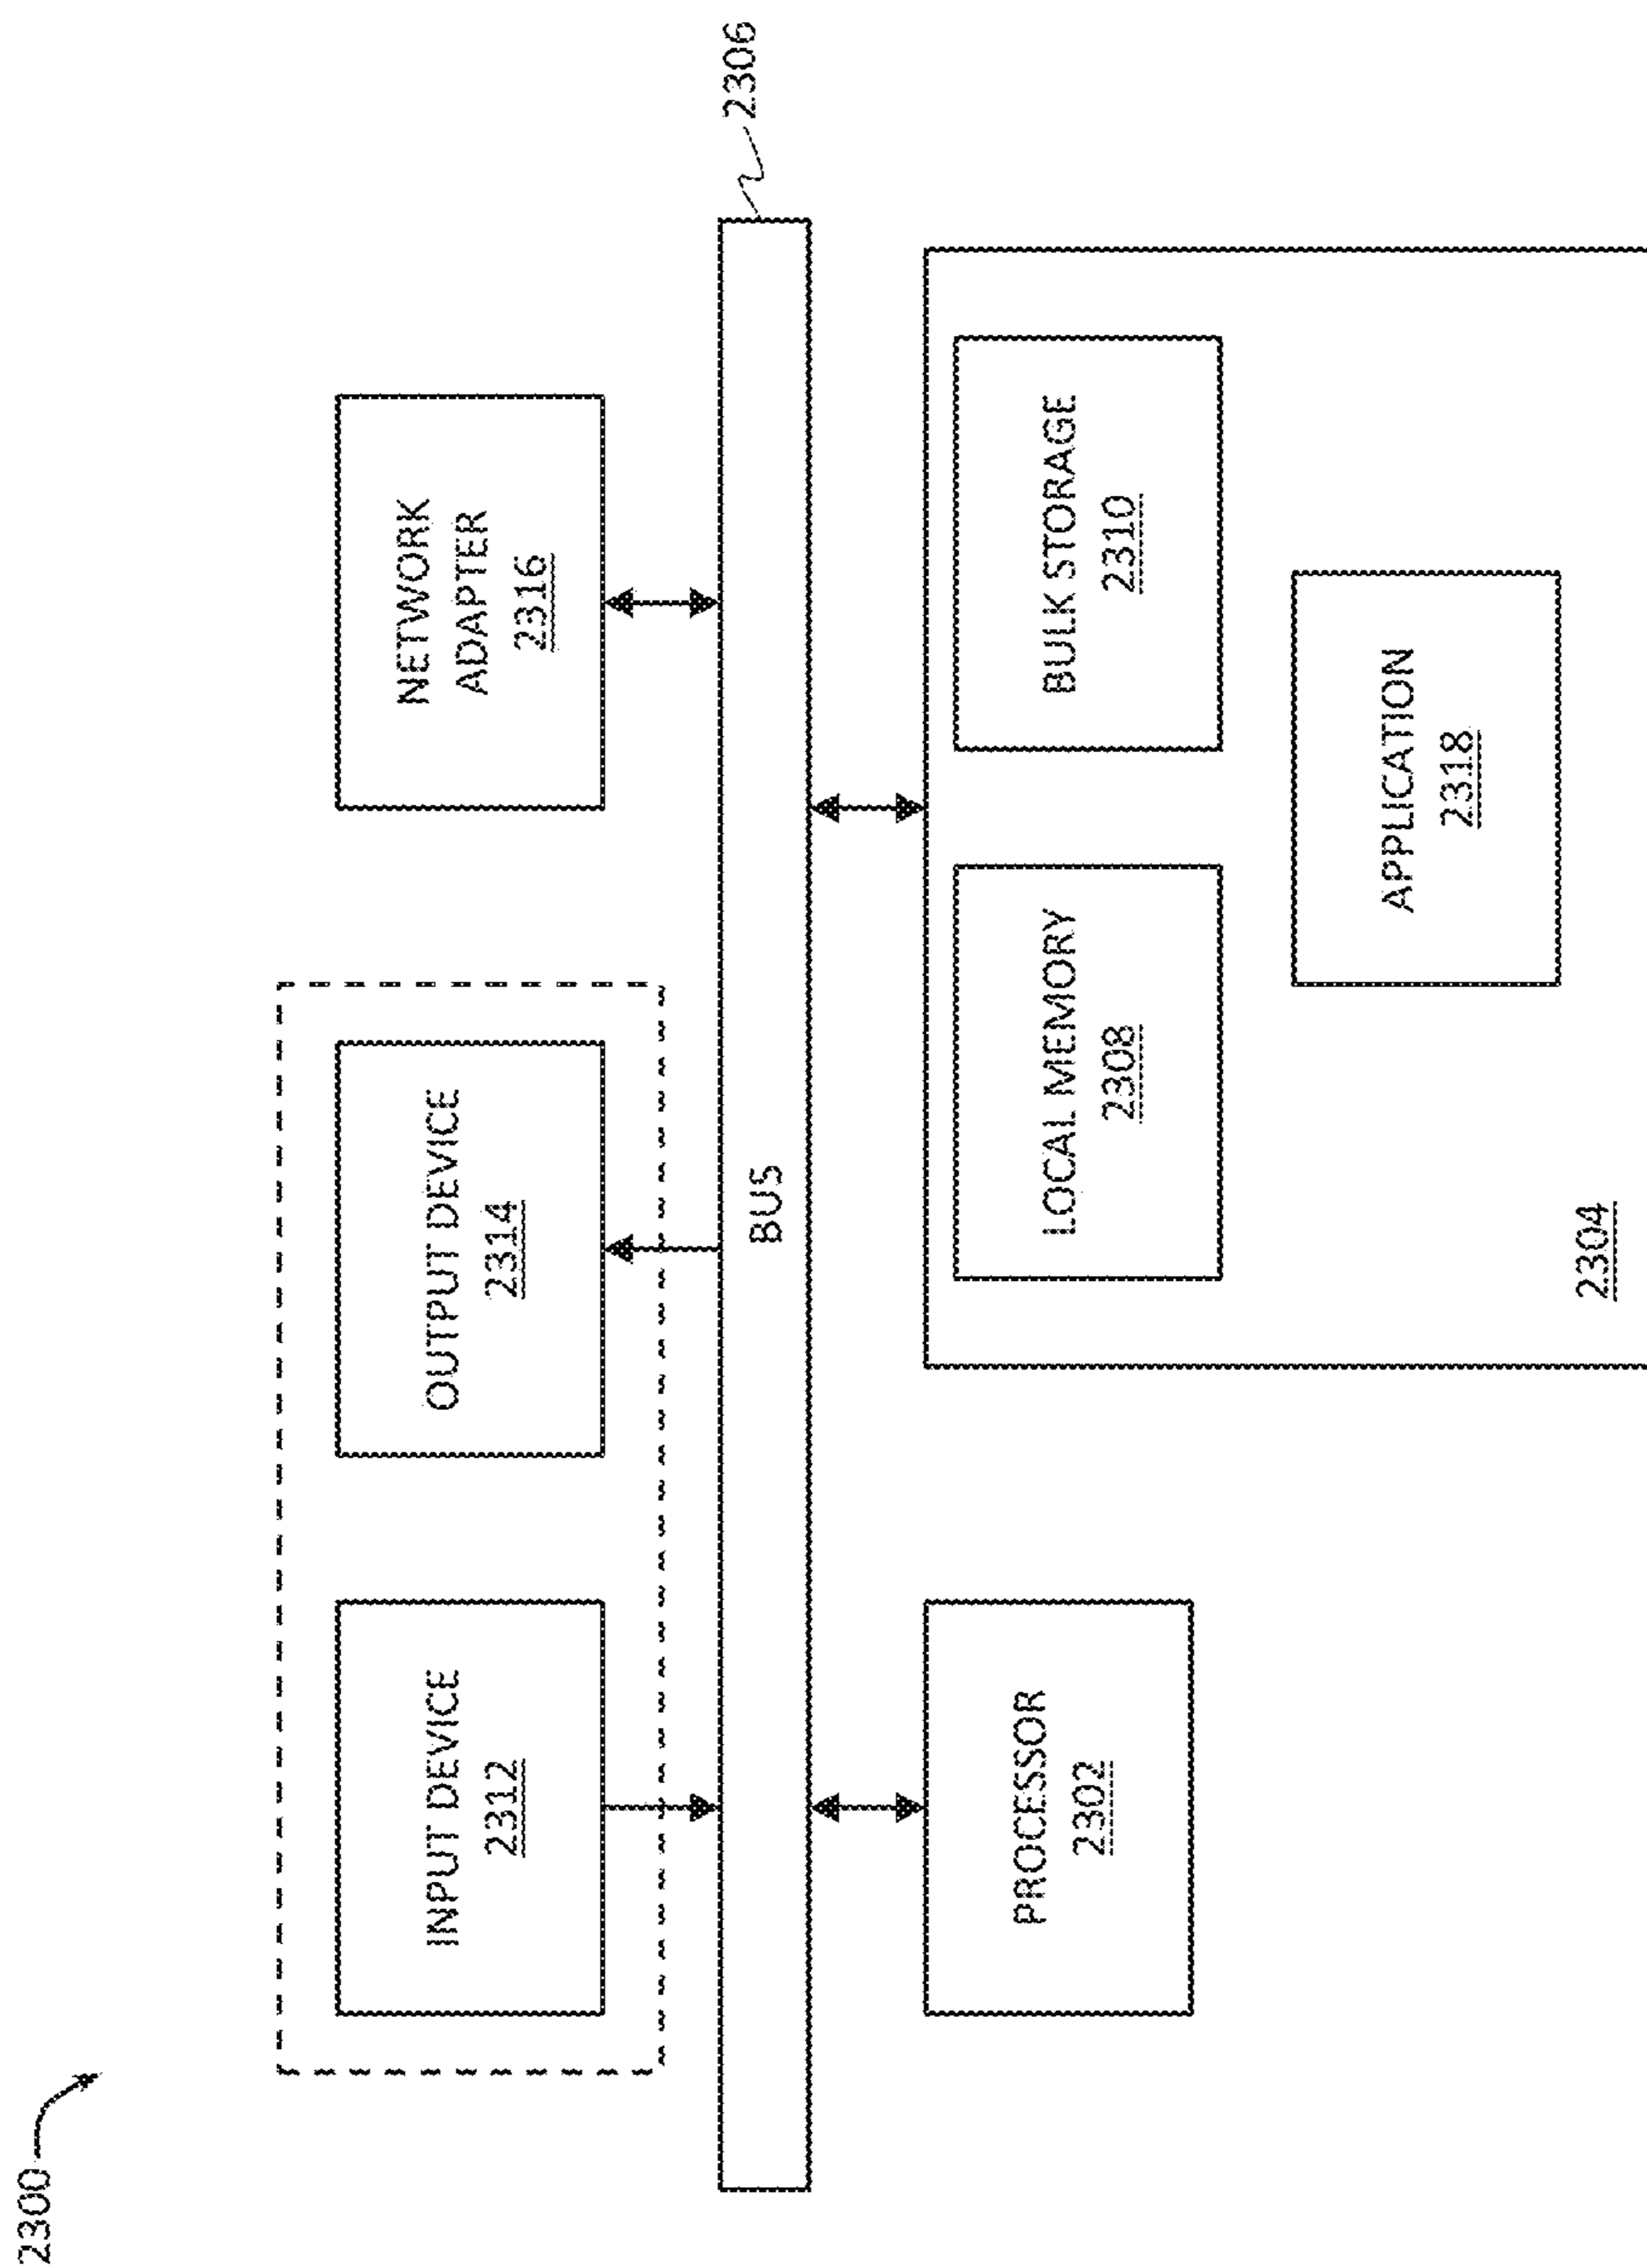 2300
INPUT DEVICE
2312
OUTPUT DEVICE
2314
NETWORK
ADAPTER
2316
BUS
2306
PROCESSOR
2302
LOCAL MEMORY
2308
BULK STORAGE
2310
APPLICATION
2318
2304